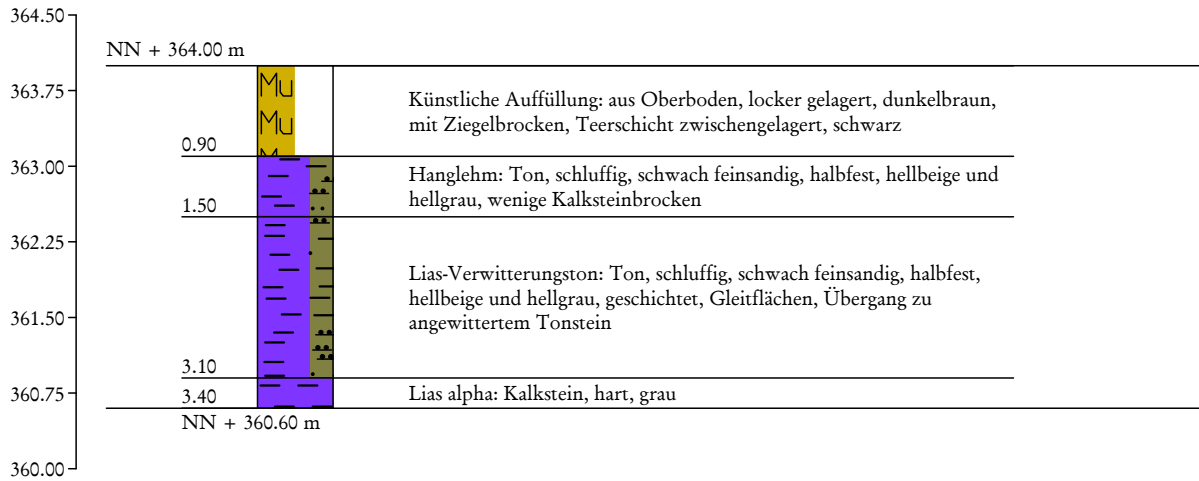 364.50
NN + 364.00 m
363.75
Mu
Mu
Künstliche Auffüllung: aus Oberboden, locker gelagert, dunkelbraun,
mit Ziegelbrocken, Teerschicht zwischengelagert, schwarz
0.90
363.00
Hanglehm: Ton, schluffig, schwach feinsandig, halbfest, hellbeige und
hellgrau, wenige Kalksteinbrocken
1.50
362.25
Lias-Verwitterungston: Ton, schluffig, schwach feinsandig, halbfest,
hellbeige und hellgrau, geschichtet, Gleitflächen, Übergang zu
angewittertem Tonstein
361.50
3.10
360.75
3.40
Lias alpha: Kalkstein, hart, grau
NN + 360.60 m
360.00